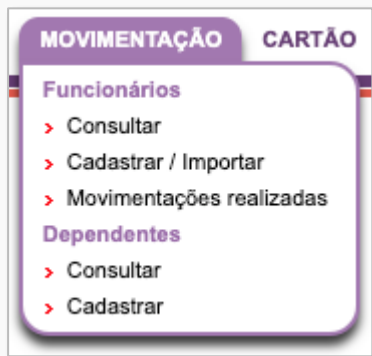 MOVIMENTAÇÃO CARTÃO
Funcionários
Consultar
Cadastrar / Importar
Movimentações realizadas
Dependentes
Consultar
Cadastrar